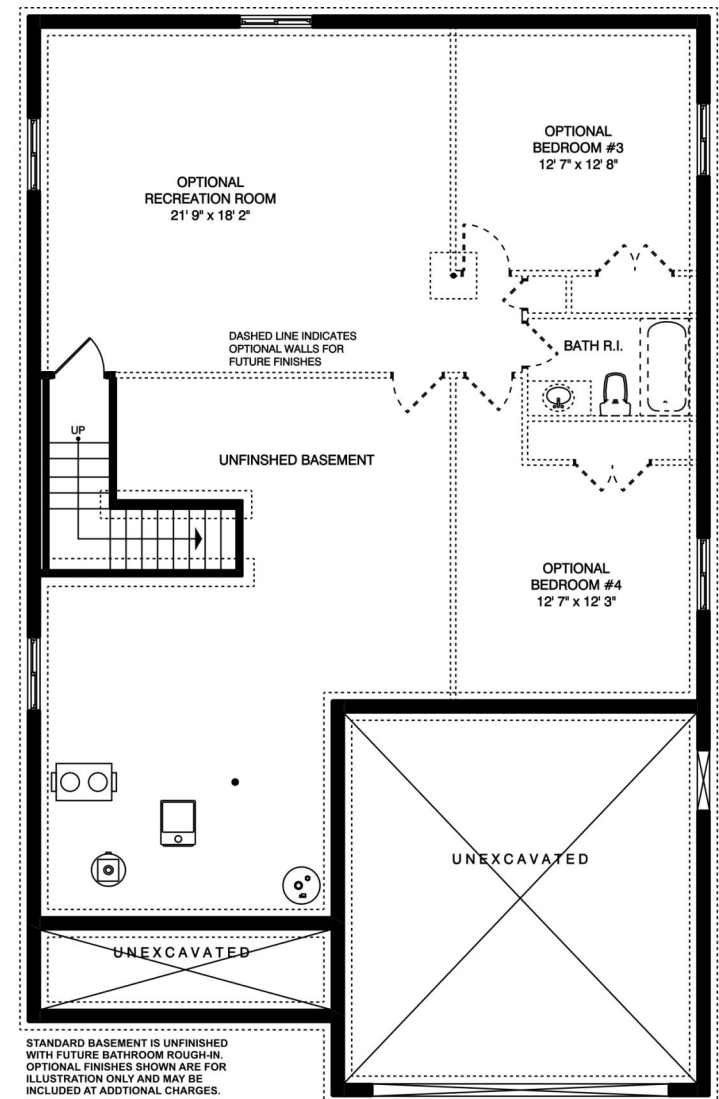 OPTIONAL
BEDROOM #3
12' 7" x 12' 8"
OPTIONAL
RECREATION ROOM
21' 9" x 18' 2"
DASHED LINE INDICATES
OPTIONAL WALLS FOR
FUTURE FINISHES
BATH R.I.
UP
UNFINSHED BASEMENT
OPTIONAL
BEDROOM #4
12' 7" x 12' 3"
UNEXCAVATED
UNEXCAVATED
STANDARD BASEMENT IS UNFINISHED
WITH FUTURE BATHROOM ROUGH-IN.
OPTIONAL FINISHES SHOWN ARE FOR
ILLUSTRATION ONLY AND MAY BE
INCLUDED AT ADDTIONAL CHARGES.